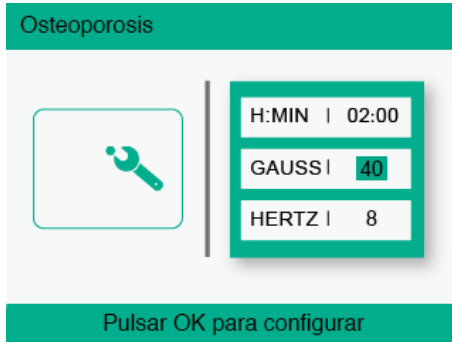 Osteoporosis
H:MIN | 02:00
GAUSS | 40
HERTZ | 8
Pulsar OK para configurar